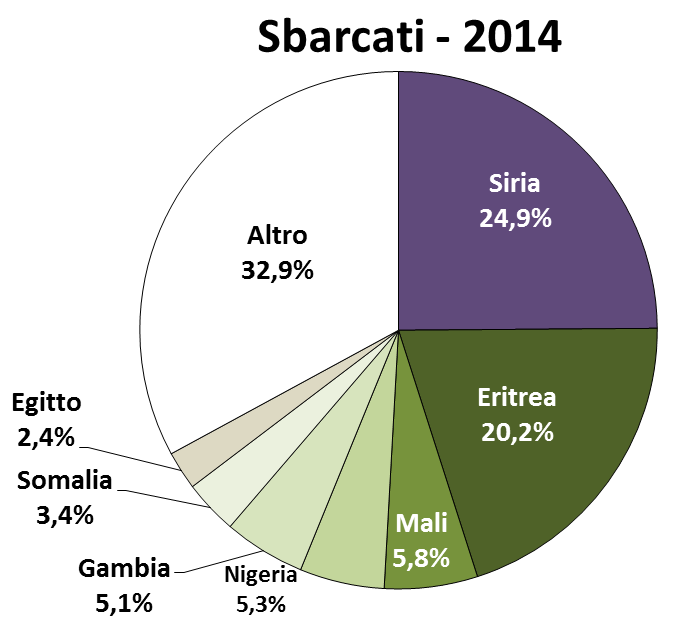 Sbarcati - 2014
Siria
24,9%
Altro
32,9%
Eritrea
20,2%
Egitto
2,4%
Somalia
3,4%
Mali
5,8%
Gambia
5,1%
Nigeria
5,3%